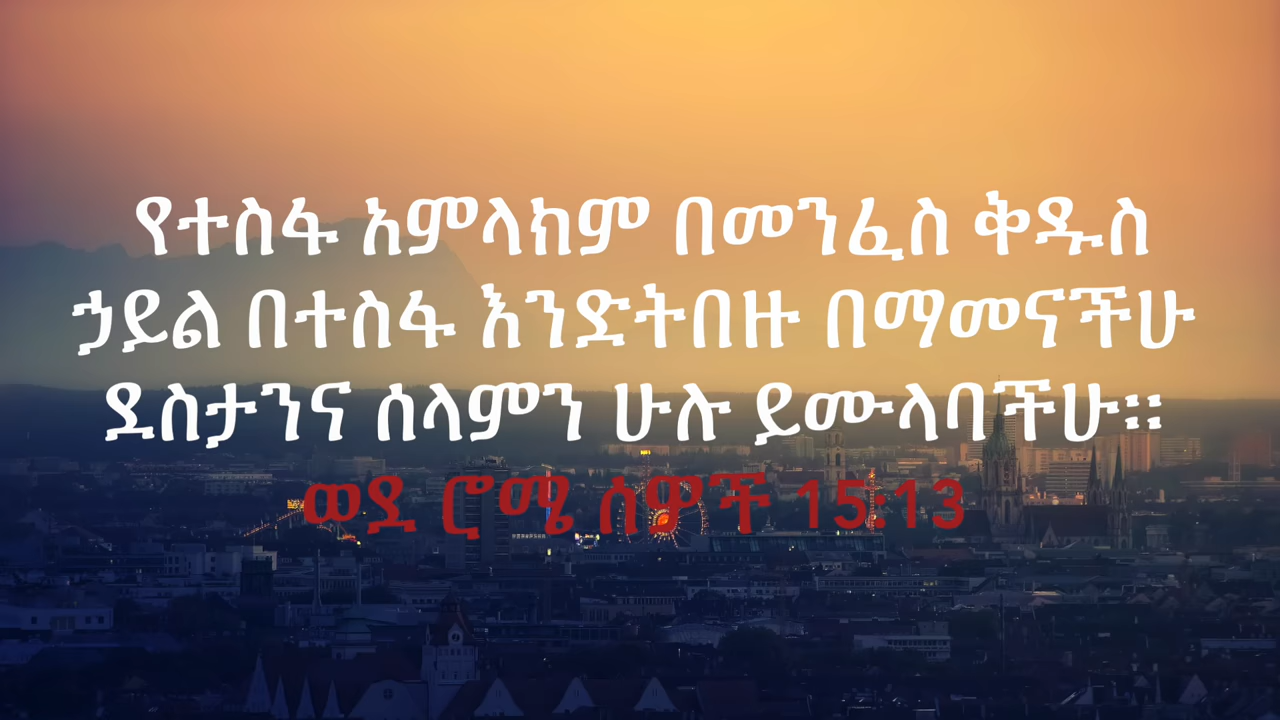 የተስፋ አምላክም በመንፈስ ቅዱስ
ኃይል በተስፋ እንድትበዙ በማመናችሁ
ደስታንና ሰላምን ሁሉ ይሙላባችሁ።
ወደ ሮሜ ሰዎች 15:13